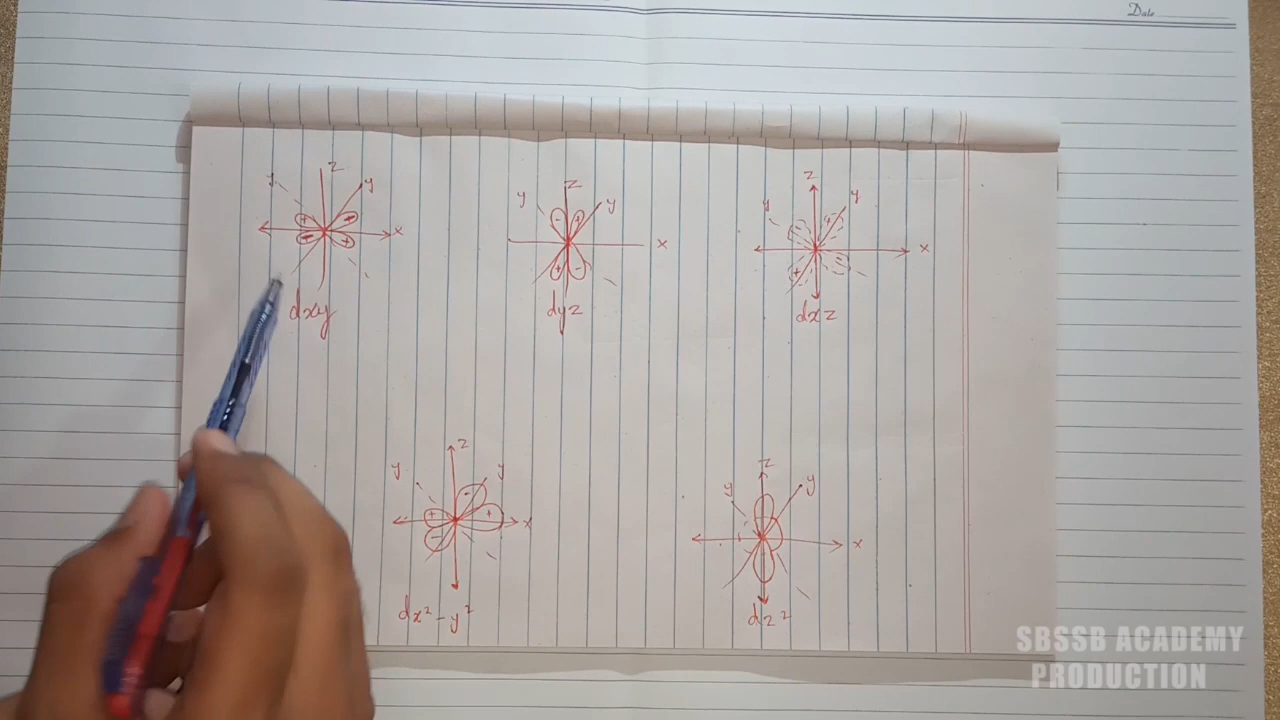 Date
z
y
y
x
+
+
dxy
z
y
y
x
-
+
+
-
dyz
z
y
y
x
+
+
dxz
z
y
y
x
-
+
+
-
dx²-y²
z
y
y
x
dz²
SBSSB ACADEMY
PRODUCTION